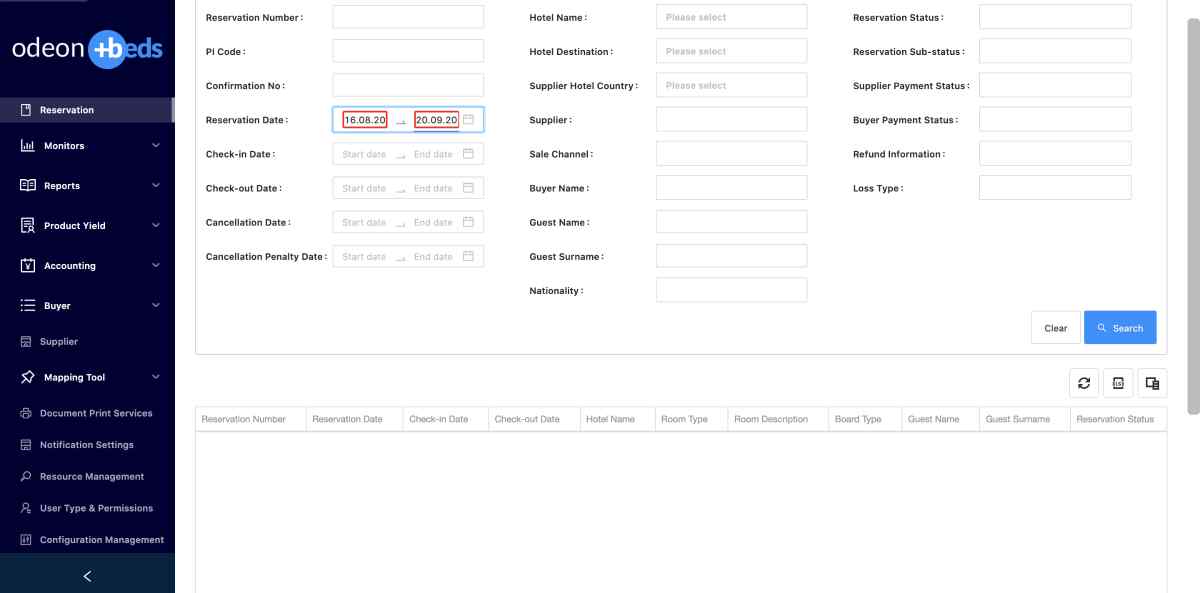 odeon +beds
Reservation
Monitors
Reports
Product Yield
Accounting
Buyer
Supplier
Mapping Tool
Document Print Services
Notification Settings
Resource Management
User Type & Permissions
Configuration Management
Reservation Number :
PI Code :
Confirmation No :
Reservation Date : 16.08.20 → 20.09.20
Check-in Date : Start date → End date
Check-out Date : Start date → End date
Cancellation Date : Start date → End date
Cancellation Penalty Date : Start date → End date
Hotel Name : Please select
Hotel Destination : Please select
Supplier Hotel Country : Please select
Supplier :
Sale Channel :
Buyer Name :
Guest Name :
Guest Surname :
Nationality :
Reservation Status :
Reservation Sub-status :
Supplier Payment Status :
Buyer Payment Status :
Refund Information :
Loss Type :
Clear Search
Reservation Number Reservation Date Check-in Date Check-out Date Hotel Name Room Type Room Description Board Type Guest Name Guest Surname Reservation Status